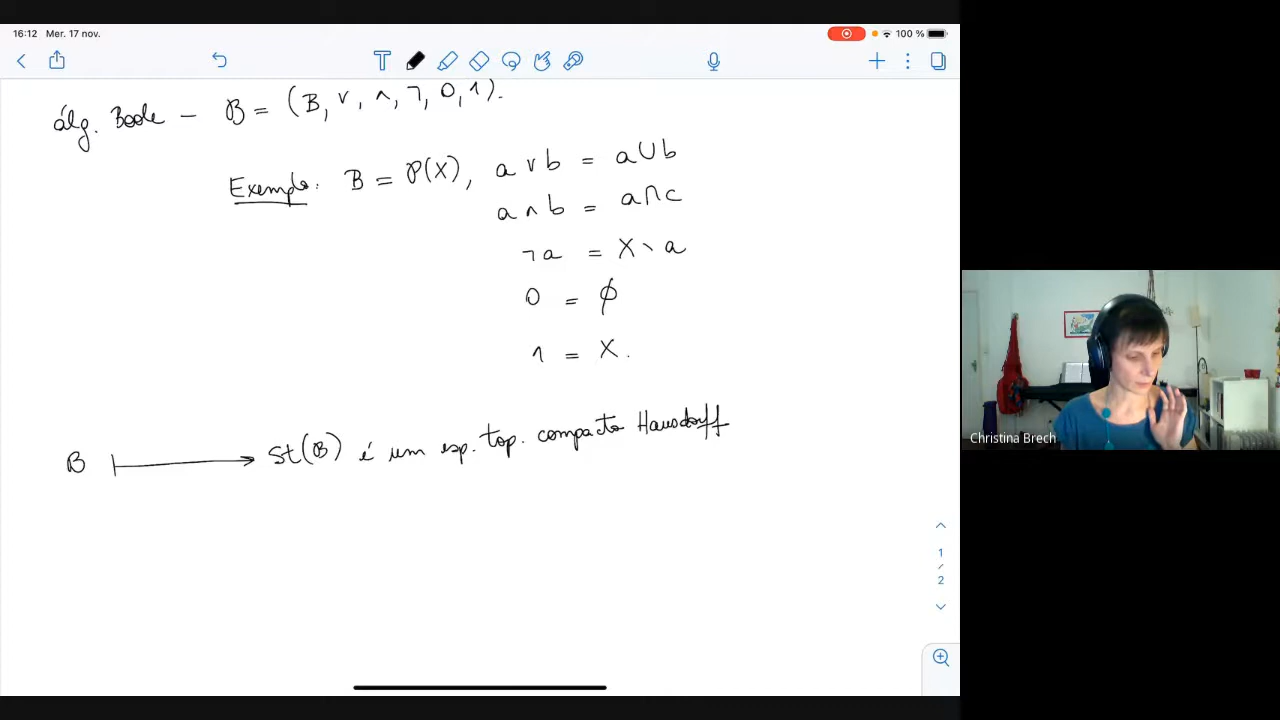 16:12 Mer. 17 nov.
100 %
álg. Boole — B = (B, ∨, ∧, ¬, 0, 1).
Exemplo: B = P(X), a ∨ b = a ∪ b
a ∧ b = a ∩ c
¬a = X \ a
0 = ∅
1 = X.
B ⟼ St(B) é um esp. top. compacto Hausdorff
Christina Brech
1
/
2